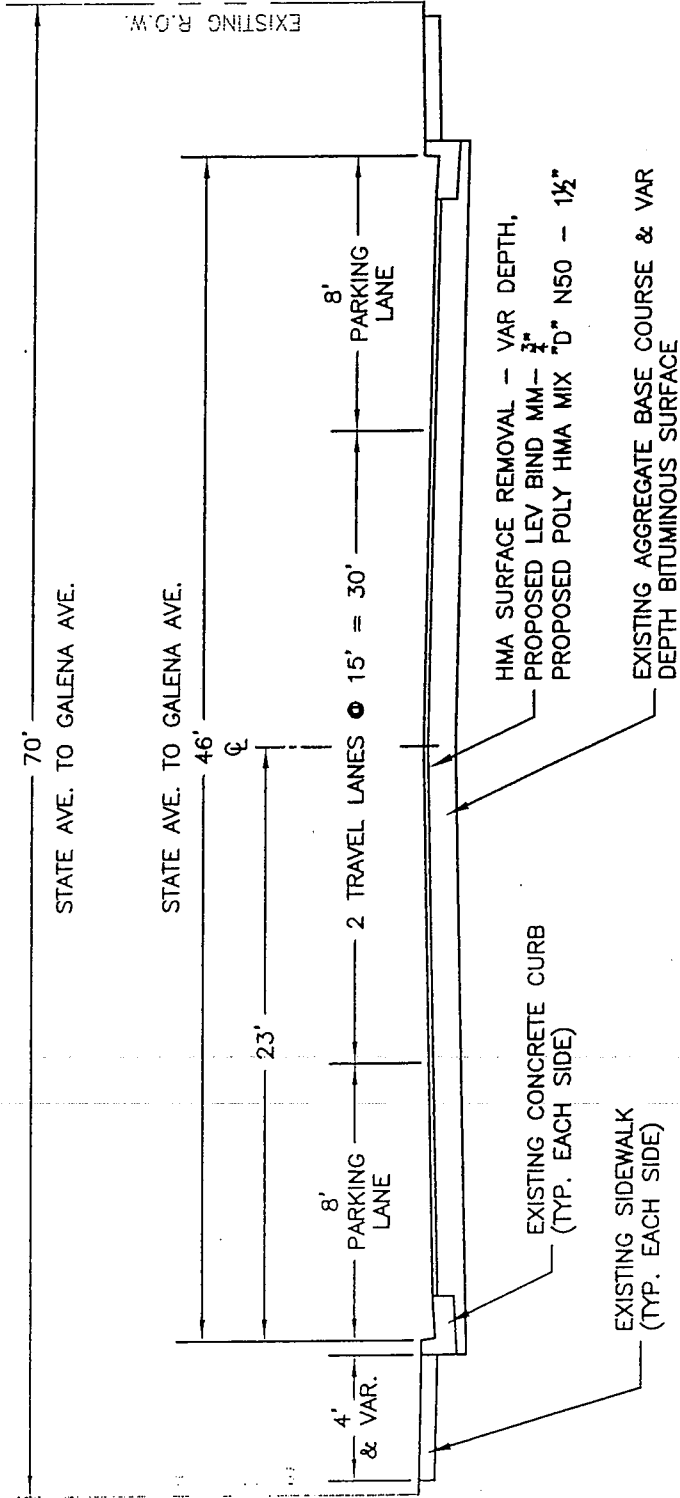 70'
STATE AVE. TO GALENA AVE.
EXISTING R.O.W.
STATE AVE. TO GALENA AVE.
46'
℄
23'
8'
PARKING
LANE
2 TRAVEL LANES @ 15' = 30'
8'
PARKING
LANE
4'
& VAR.
HMA SURFACE REMOVAL – VAR DEPTH,
PROPOSED LEV BIND MM– 3/4"
PROPOSED POLY HMA MIX "D" N50 – 1½"
EXISTING CONCRETE CURB
(TYP. EACH SIDE)
EXISTING AGGREGATE BASE COURSE & VAR
DEPTH BITUMINOUS SURFACE
EXISTING SIDEWALK
(TYP. EACH SIDE)